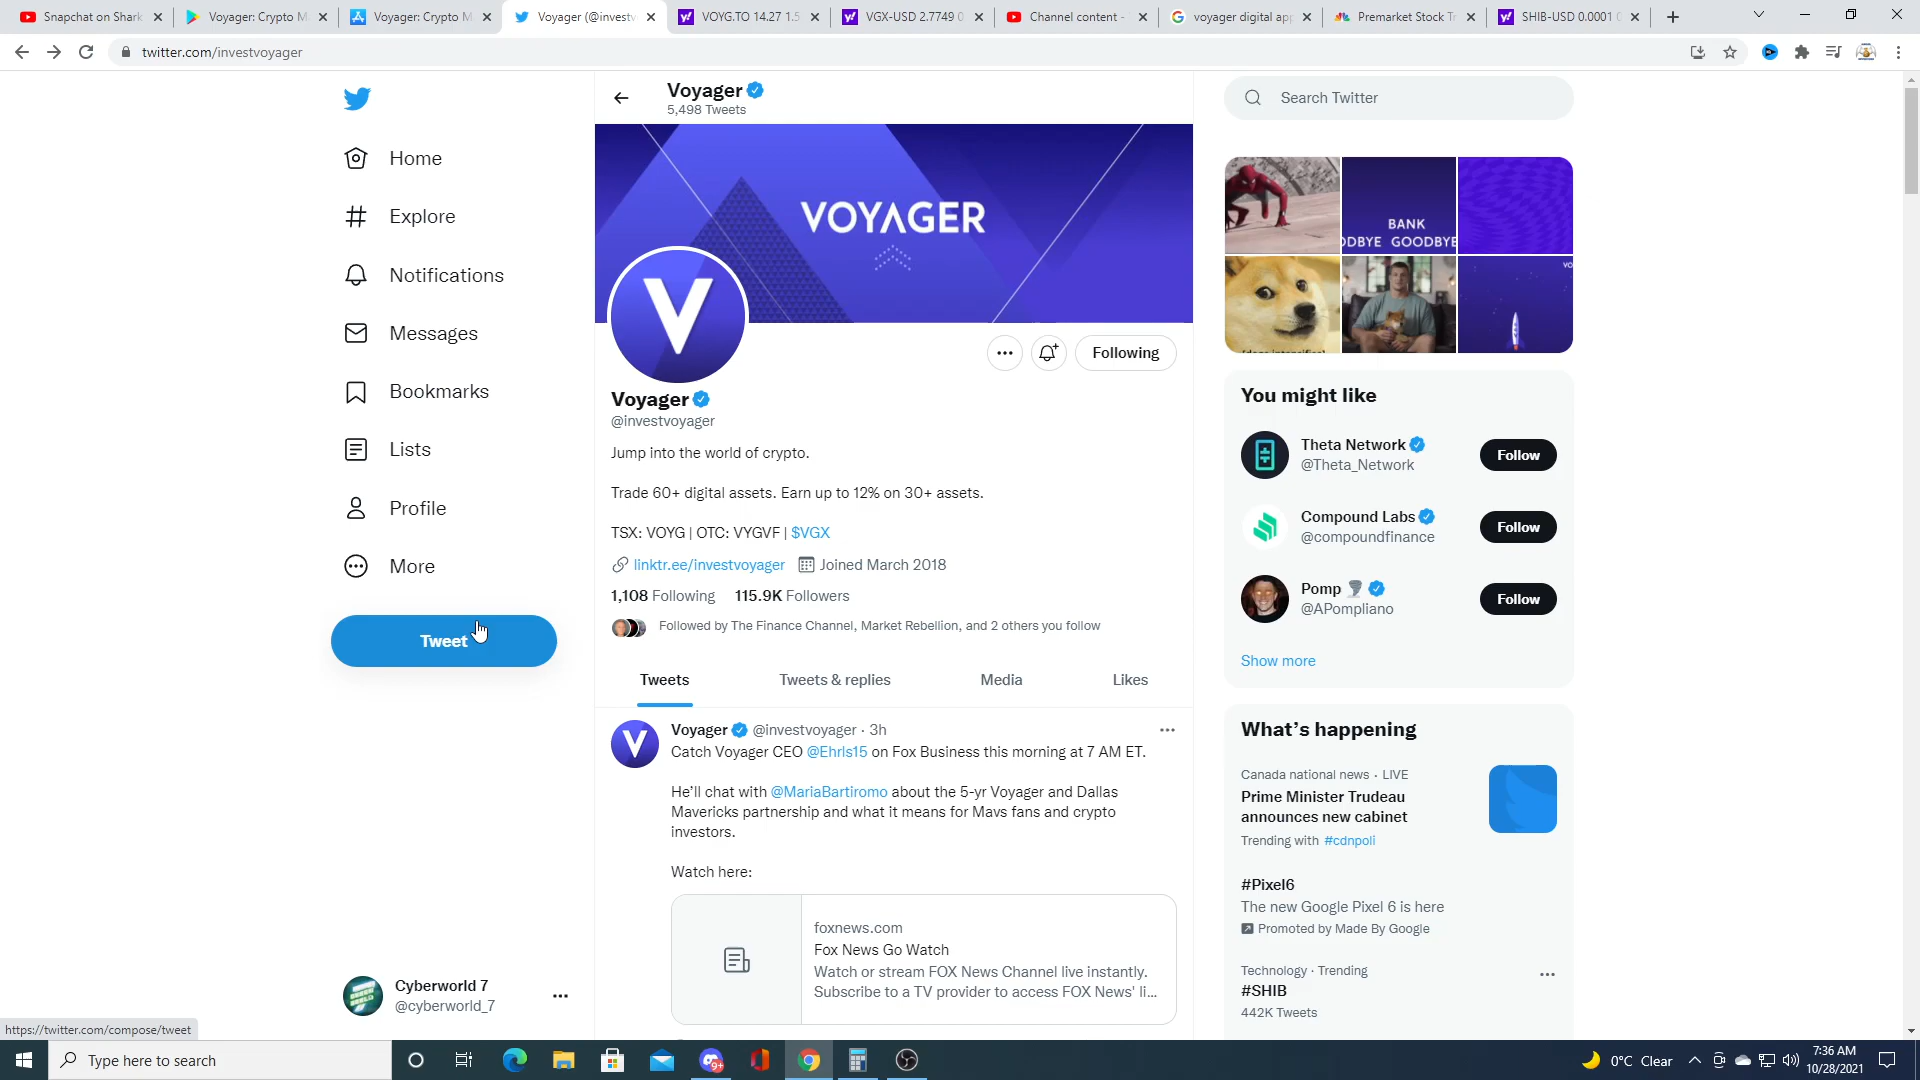 Snapchat on Shark
Voyager: Crypto M
Voyager: Crypto M
Voyager (@investv
VOYG.TO 14.27 1.5
VGX-USD 2.7749 0
Channel content -
voyager digital app
Premarket Stock Tr
SHIB-USD 0.0001 0
twitter.com/investvoyager
Home
Explore
Notifications
Messages
Bookmarks
Lists
Profile
More
Tweet
Cyberworld 7
@cyberworld_7
Voyager
5,498 Tweets
VOYAGER
V
Following
Voyager
@investvoyager
Jump into the world of crypto.
Trade 60+ digital assets. Earn up to 12% on 30+ assets.
TSX: VOYG | OTC: VYGVF | $VGX
linktr.ee/investvoyager Joined March 2018
1,108 Following 115.9K Followers
Followed by The Finance Channel, Market Rebellion, and 2 others you follow
Tweets Tweets & replies Media Likes
V
Voyager @investvoyager · 3h
Catch Voyager CEO @Ehrls15 on Fox Business this morning at 7 AM ET.
He'll chat with @MariaBartiromo about the 5-yr Voyager and Dallas
Mavericks partnership and what it means for Mavs fans and crypto
investors.
Watch here:
foxnews.com
Fox News Go Watch
Watch or stream FOX News Channel live instantly.
Subscribe to a TV provider to access FOX News' li...
Search Twitter
BANK
ODBYE GOODBYE
VO
You might like
Theta Network
@Theta_Network
Follow
Compound Labs
@compoundfinance
Follow
Pomp
@APompliano
Follow
Show more
What's happening
Canada national news · LIVE
Prime Minister Trudeau
announces new cabinet
Trending with #cdnpoli
#Pixel6
The new Google Pixel 6 is here
Promoted by Made By Google
Technology · Trending
#SHIB
442K Tweets
https://twitter.com/compose/tweet
Type here to search
9+
0°C Clear
7:36 AM
10/28/2021